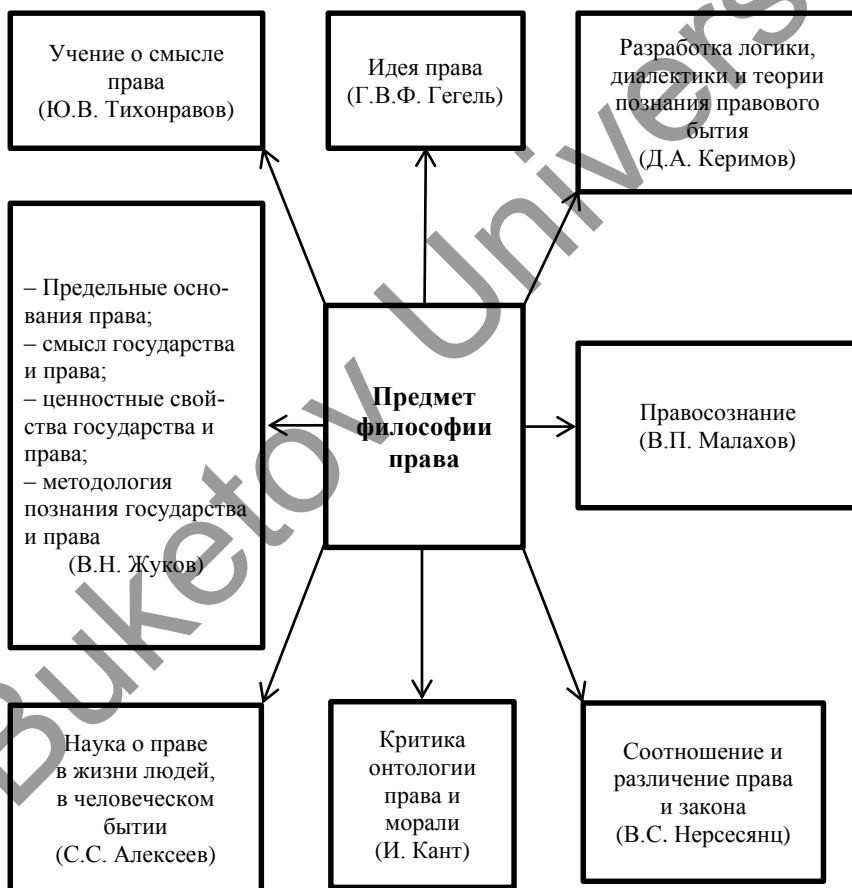 Учение о смысле
права
(Ю.В. Тихонравов)
Идея права
(Г.В.Ф. Гегель)
Разработка логики,
диалектики и теории
познания правового
бытия
(Д.А. Керимов)
– Предельные осно-
вания права;
– смысл государства
и права;
– ценностные свой-
ства государства и
права;
– методология
познания государства
и права
(В.Н. Жуков)
Предмет
философии
права
Правосознание
(В.П. Малахов)
Наука о праве
в жизни людей,
в человеческом
бытии
(С.С. Алексеев)
Критика
онтологии
права и
морали
(И. Кант)
Соотношение и
различение права
и закона
(В.С. Нерсесянц)
Buketov Univers